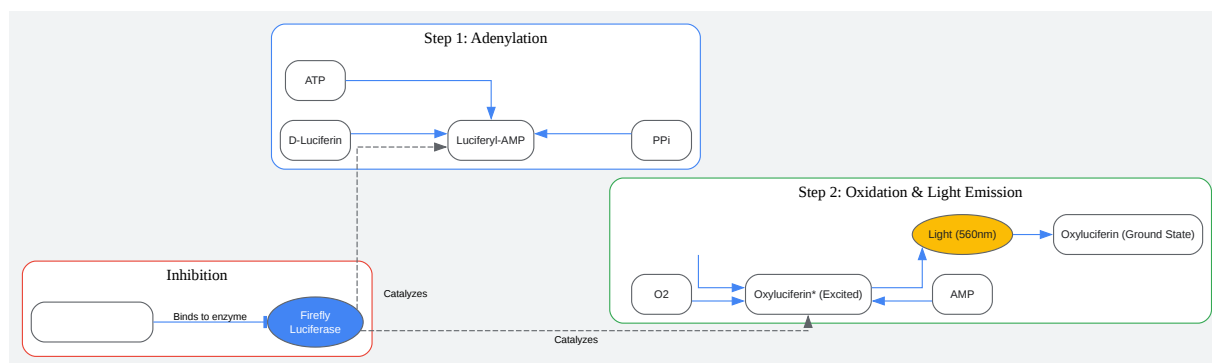 Step 1: Adenylation
ATP
D-Luciferin
Luciferyl-AMP
PPi
Step 2: Oxidation & Light Emission
Light (560nm)
Oxyluciferin (Ground State)
Inhibition
O2
Oxyluciferin* (Excited)
AMP
Catalyzes
Binds to enzyme
Firefly
Luciferase
Catalyzes